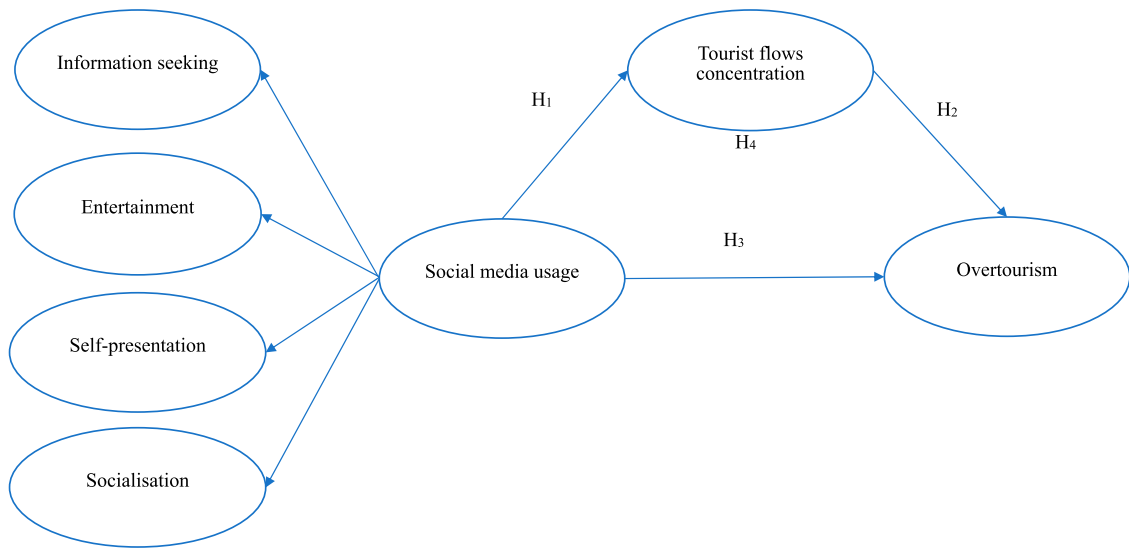 Information seeking
Entertainment
Self-presentation
Socialisation
Social media usage
H1
Tourist flows
concentration
H4
H2
H3
Overtourism